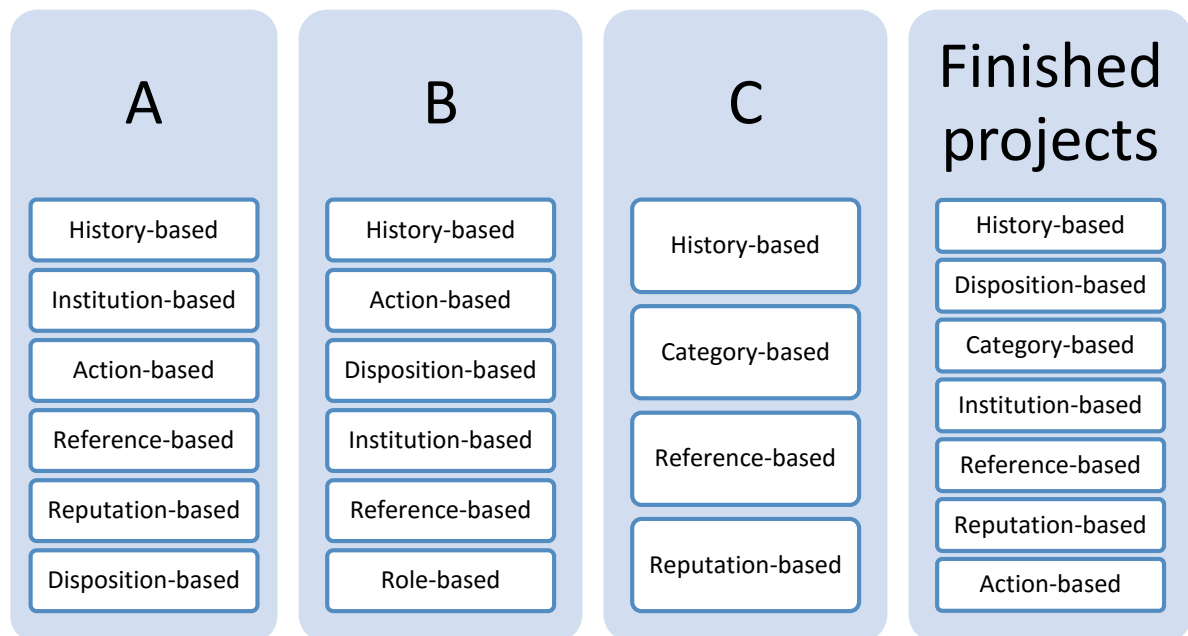 A
History-based
Institution-based
Action-based
Reference-based
Reputation-based
Disposition-based
B
History-based
Action-based
Disposition-based
Institution-based
Reference-based
Role-based
C
History-based
Category-based
Reference-based
Reputation-based
Finished
projects
History-based
Disposition-based
Category-based
Institution-based
Reference-based
Reputation-based
Action-based